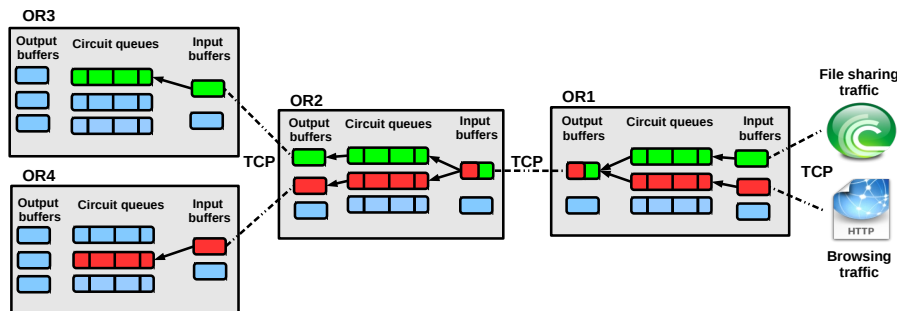 OR3
Output
buffers
Circuit queues
Input
buffers
OR4
Output
buffers
Circuit queues
Input
buffers
TCP
OR2
Output
buffers
Circuit queues
Input
buffers
TCP
OR1
Output
buffers
Circuit queues
Input
buffers
TCP
File sharing
traffic
HTTP
Browsing
traffic